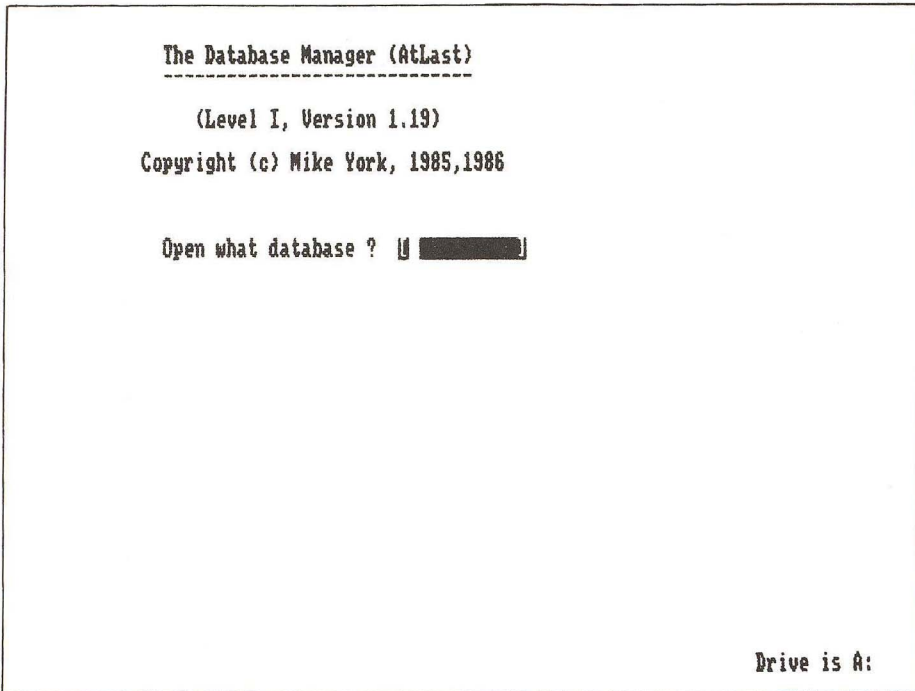 The Database Manager (AtLast)
(Level I, Version 1.19)
Copyright (c) Mike York, 1985,1986
Open what database ?
Drive is A: